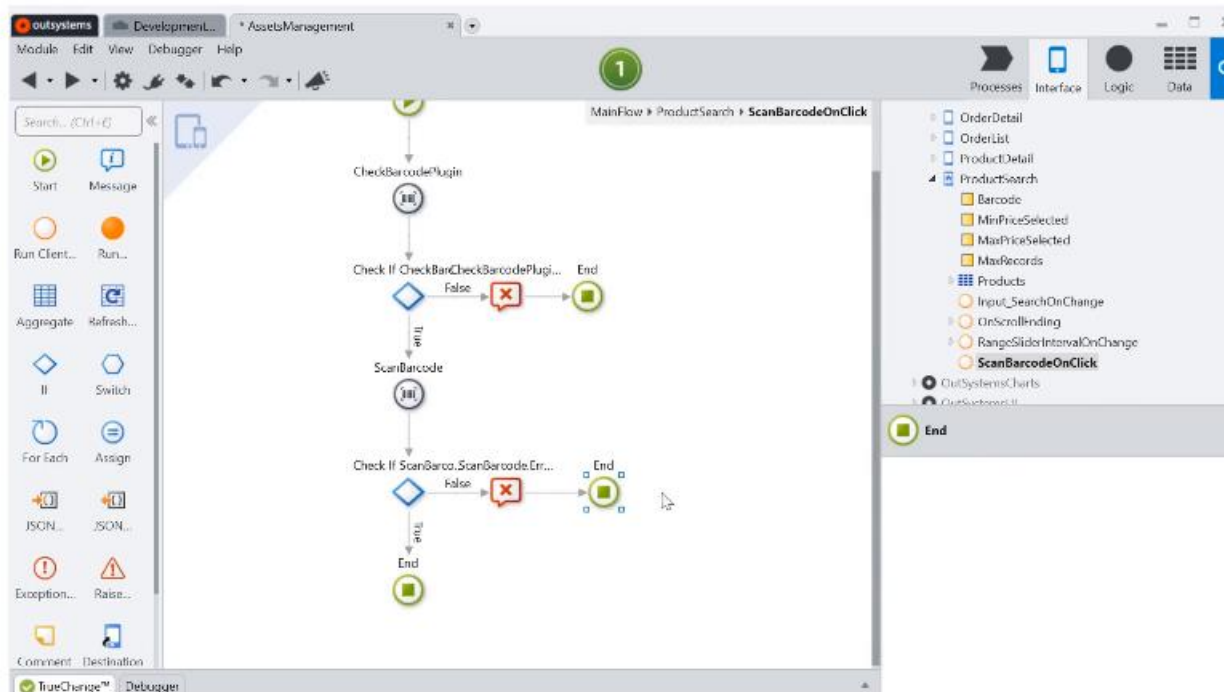 outsystems
Development...
* AssetsManagement
Module Edit View Debugger Help
1
Processes Interface Logic Data
Search... (Ctrl+E)
Start Message
Run Client... Run...
Aggregate Refresh...
If Switch
For Each Assign
JSON... JSON...
Exception... Raise...
Comment Destination
MainFlow ▸ ProductSearch ▸ ScanBarcodeOnClick
CheckBarcodePlugin
Check If CheckBar CheckBarcodePlugi... End
False
True
ScanBarcode
Check If ScanBarco. ScanBarcode.Err... End
False
True
End
OrderDetail
OrderList
ProductDetail
ProductSearch
Barcode
MinPriceSelected
MaxPriceSelected
MaxRecords
Products
Input_SearchOnChange
OnScrollEnding
RangeSliderIntervalOnChange
ScanBarcodeOnClick
OutSystemsCharts
End
TrueChange™ Debugger